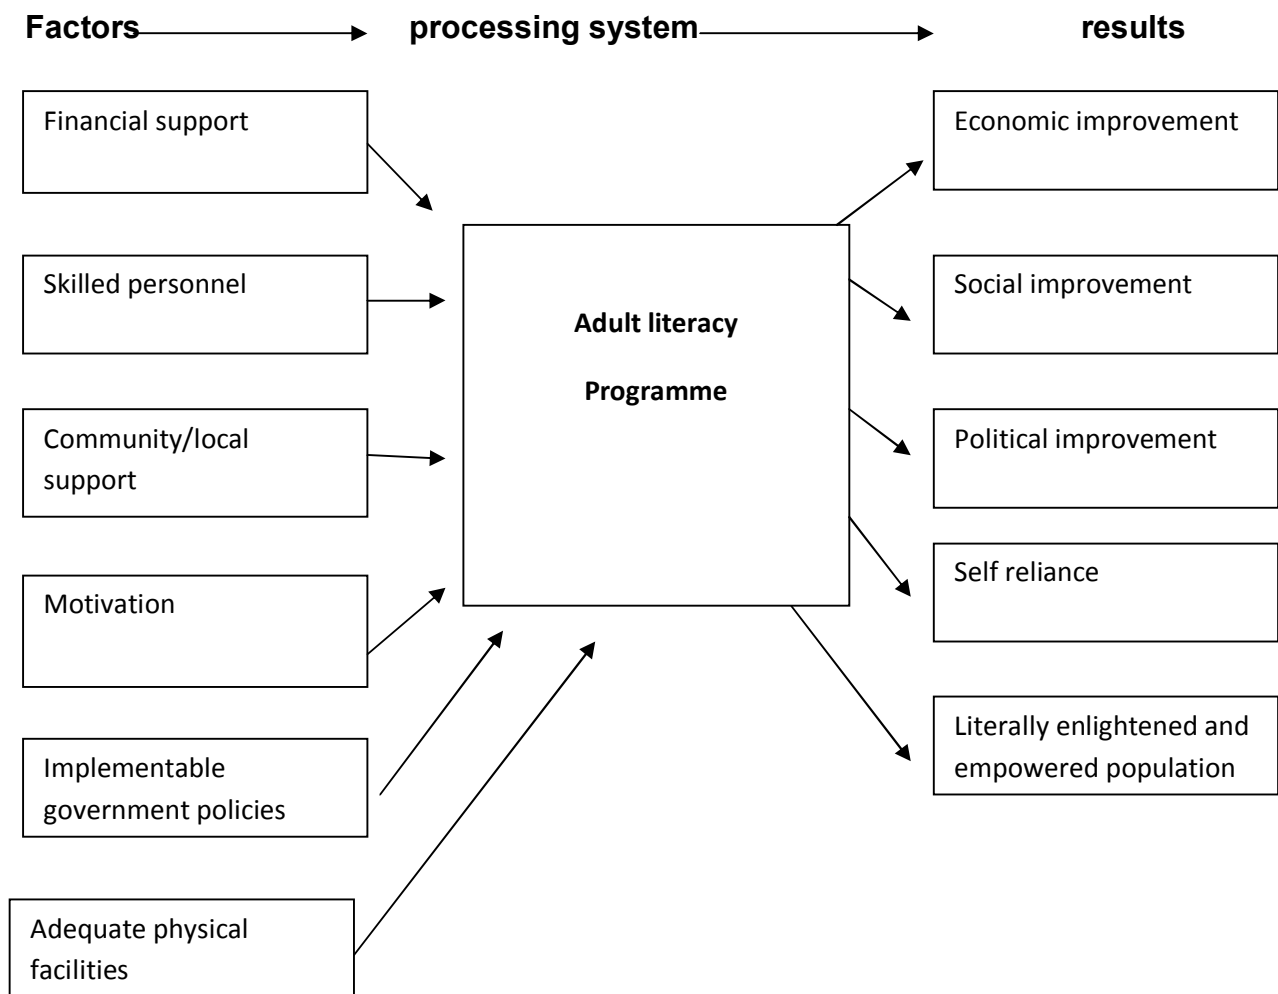 Factors processing system results
Financial support
Skilled personnel
Community/local
support
Motivation
Implementable
government policies
Adequate physical
facilities
Adult literacy
Programme
Economic improvement
Social improvement
Political improvement
Self reliance
Literally enlightened and
empowered population